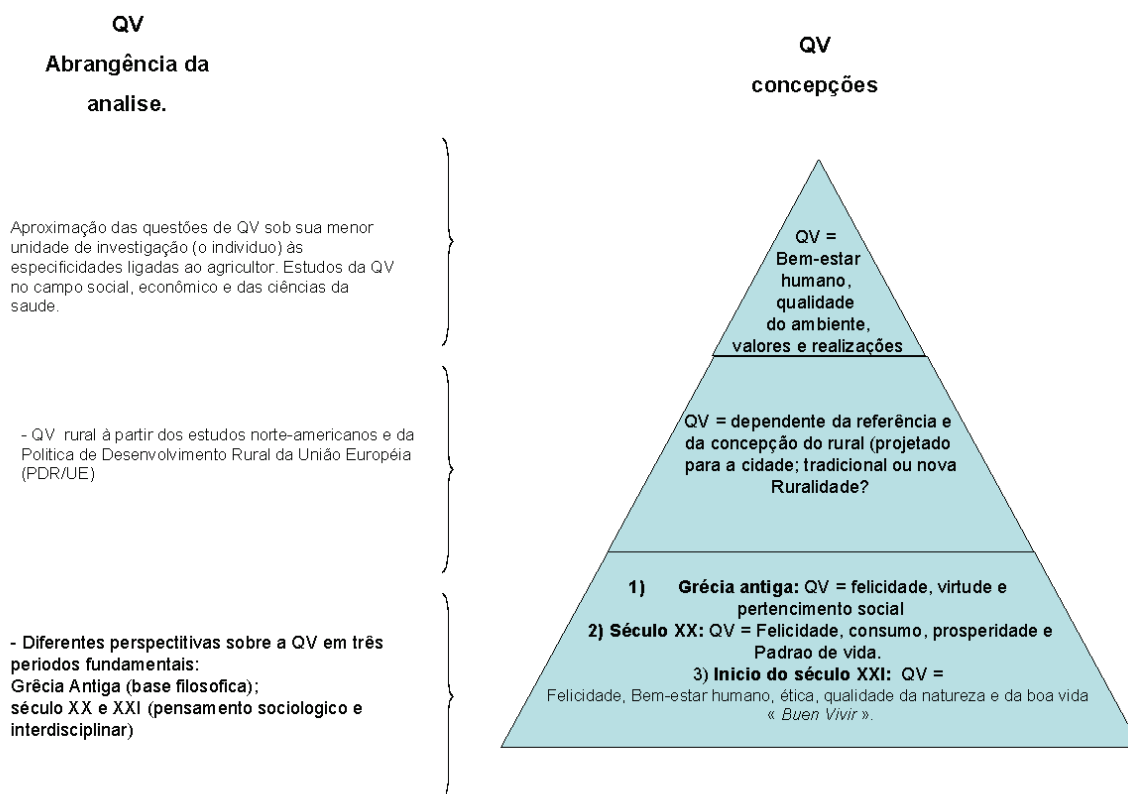 QV
Abrangência da
analise.
QV
concepções
Aproximação das questões de QV sob sua menor
unidade de investigação (o individuo) às
especificidades ligadas ao agricultor. Estudos da QV
no campo social, econômico e das ciências da
saude.
QV =
Bem-estar
humano,
qualidade
do ambiente,
valores e realizações
- QV rural à partir dos estudos norte-americanos e da
Politica de Desenvolvimento Rural da União Européia
(PDR/UE)
QV = dependente da referência e
da concepção do rural (projetado
para a cidade; tradicional ou nova
Ruralidade?
- Diferentes perspectitivas sobre a QV em três
periodos fundamentais:
Grêcia Antiga (base filosofica);
século XX e XXI (pensamento sociologico e
interdisciplinar)
1) Grécia antiga: QV = felicidade, virtude e
pertencimento social
2) Século XX: QV = Felicidade, consumo, prosperidade e
Padrao de vida.
3) Inicio do século XXI: QV =
Felicidade, Bem-estar humano, ética, qualidade da natureza e da boa vida
« Buen Vivir ».